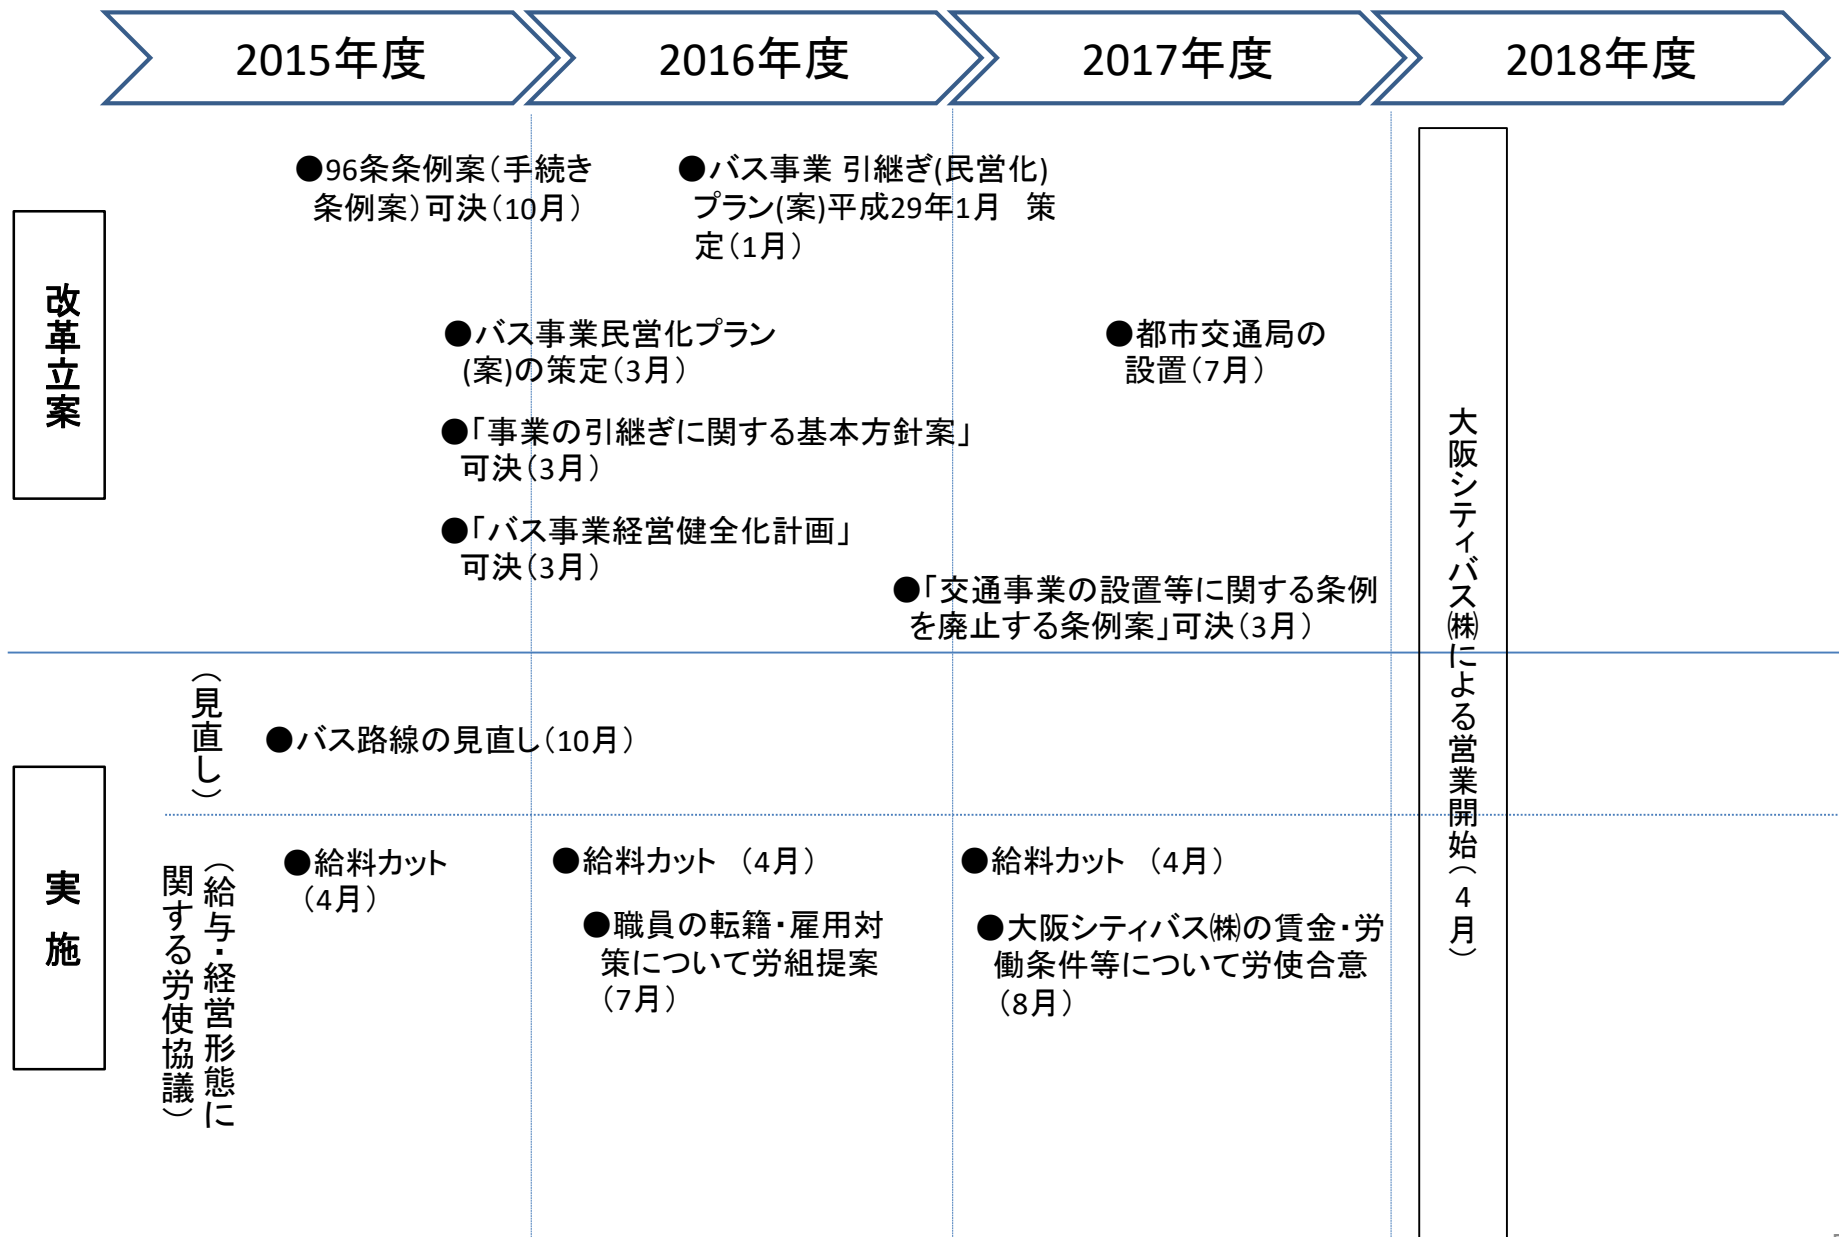 2015年度
2016年度
2017年度
2018年度
改革立案
●96条条例案（手続き
条例案）可決（10月）
●バス事業 引継ぎ(民営化)
プラン(案)平成29年1月　策
定（1月）
●バス事業民営化プラン
(案)の策定（3月）
●都市交通局の
設置（7月）
●「事業の引継ぎに関する基本方針案」
可決（3月）
●「バス事業経営健全化計画」
可決（3月）
●「交通事業の設置等に関する条例
を廃止する条例案」可決（3月）
大阪シティバス㈱による営業開始（4月）
実　施
（見直し）
●バス路線の見直し（10月）
（給与・経営形態に
関する労使協議）
●給料カット
（4月）
●給料カット　（4月）
●職員の転籍・雇用対
策について労組提案
（7月）
●給料カット　（4月）
●大阪シティバス㈱の賃金・労
働条件等について労使合意
（8月）